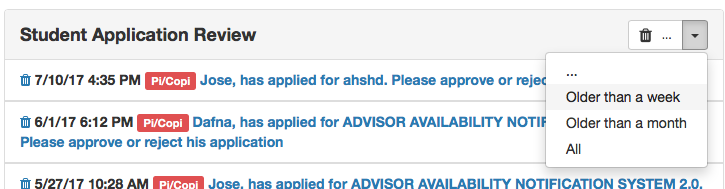 Student Application Review
...
...
Older than a week
Older than a month
All
7/10/17 4:35 PM Pi/Copi Jose, has applied for ahshd. Please approve or
6/1/17 6:12 PM Pi/Copi Dafna, has applied for ADVISOR AVAILABILITY
Please approve or reject his application
5/27/17 10:28 AM Pi/Copi Jose, has applied for ADVISOR AVAILABILITY NOTIFICATION SYSTEM 2.0.